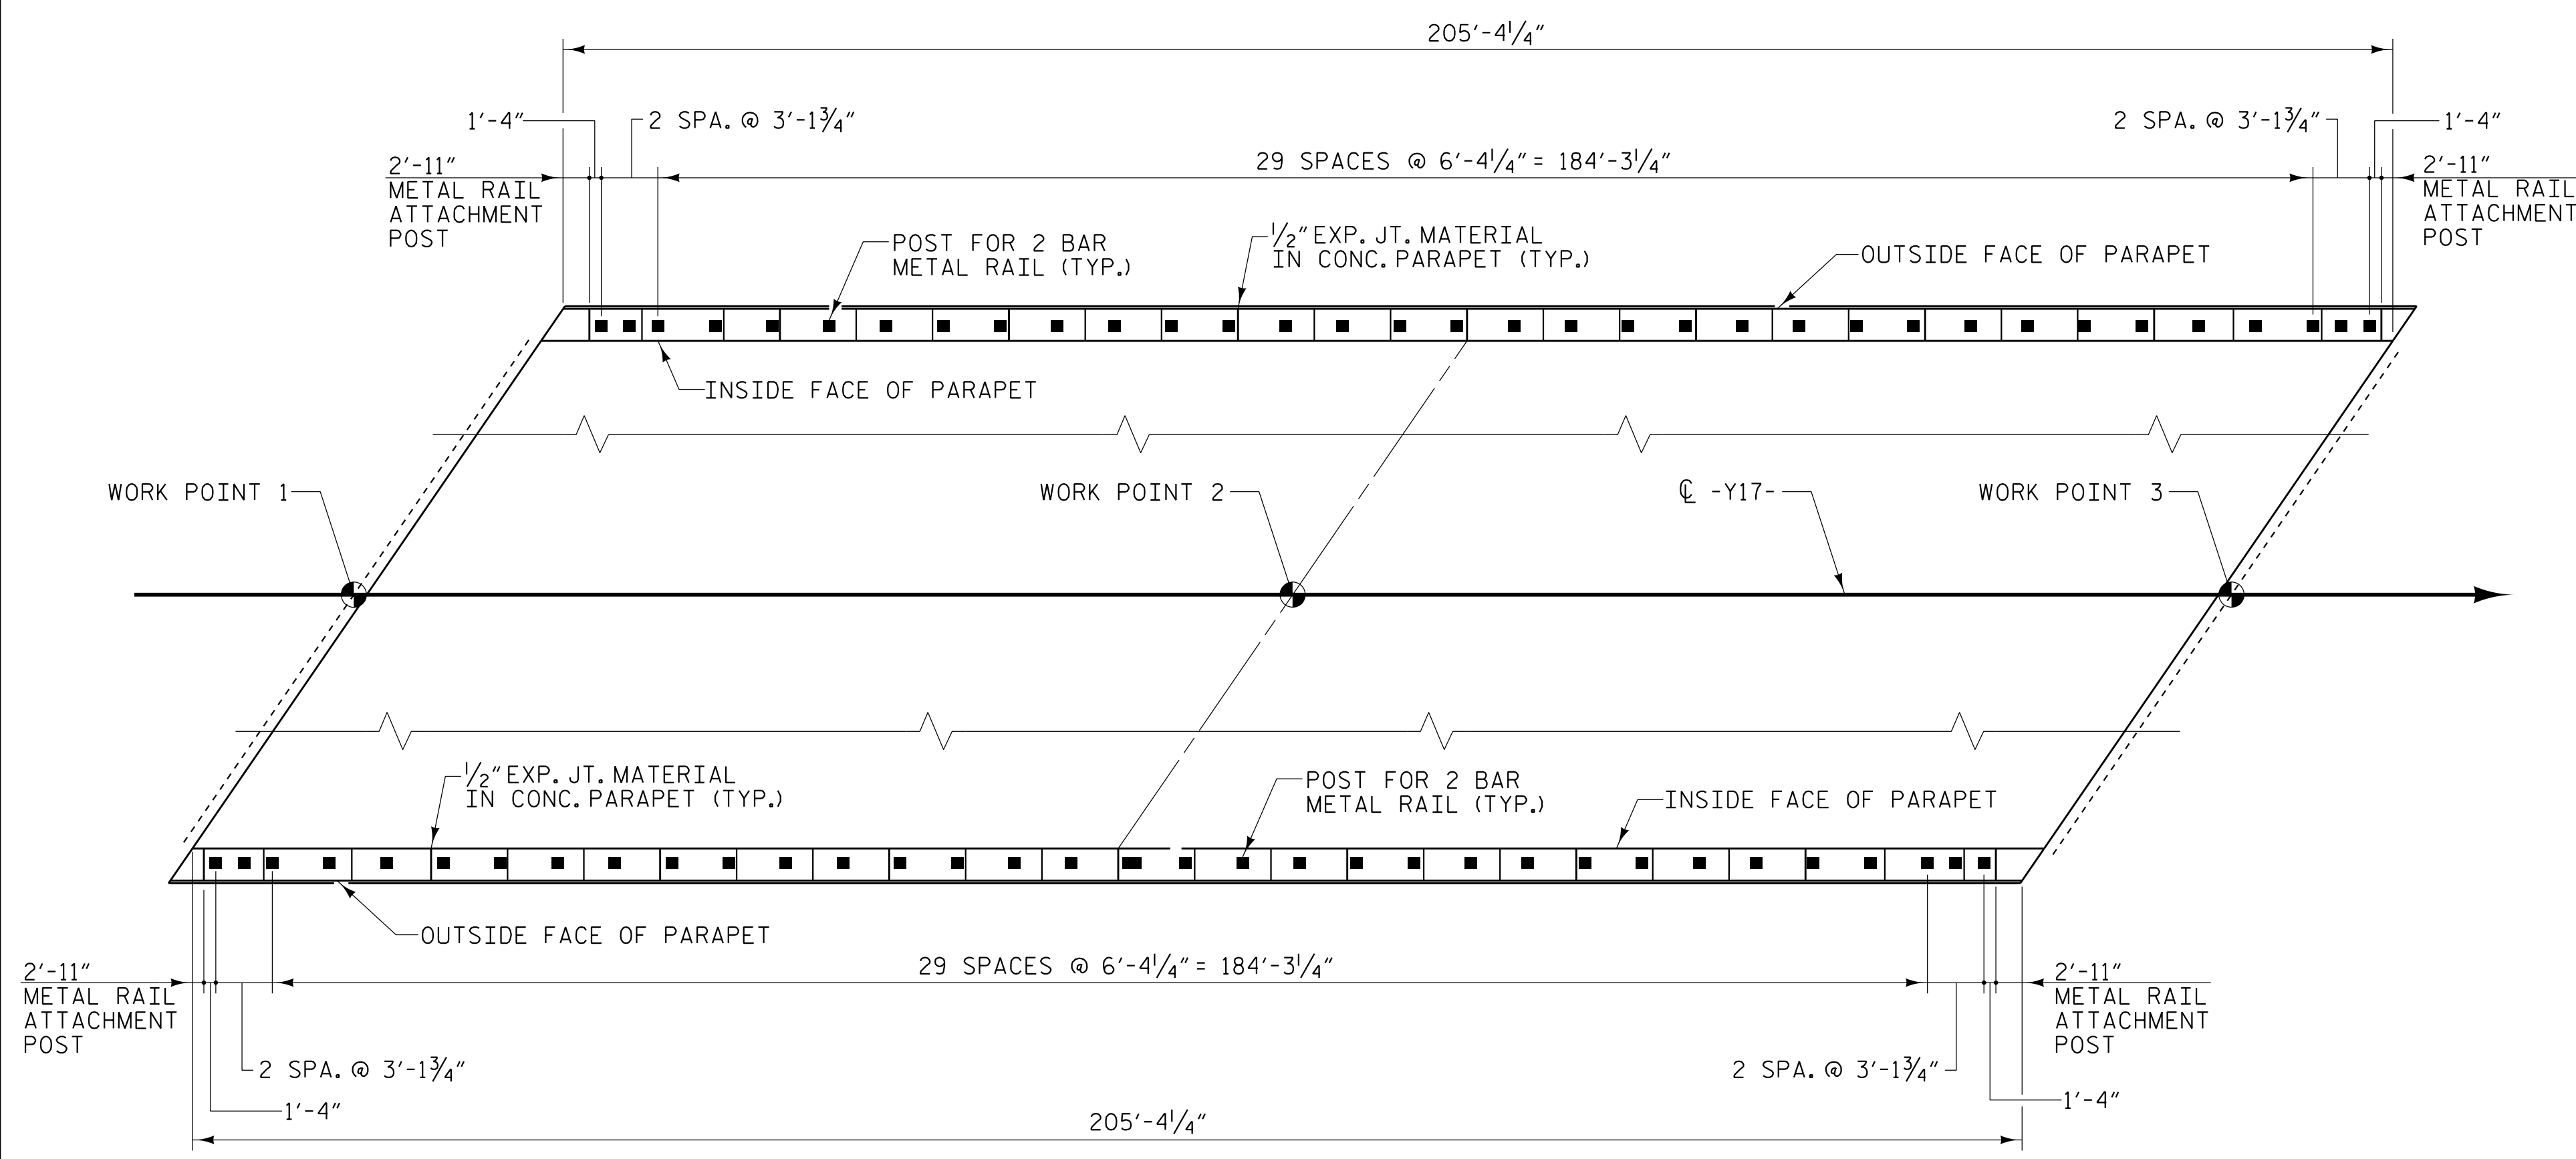 205'-4¼"
1'-4"
2 SPA. @ 3'-1¾"
2 SPA. @ 3'-1¾"
1'-4"
2'-11"
METAL RAIL
ATTACHMENT
POST
29 SPACES @ 6'-4¼" = 184'-3¼"
2'-11"
METAL RAIL
ATTACHMENT
POST
POST FOR 2 BAR
METAL RAIL (TYP.)
½" EXP. JT. MATERIAL
IN CONC. PARAPET (TYP.)
OUTSIDE FACE OF PARAPET
INSIDE FACE OF PARAPET
WORK POINT 1
WORK POINT 2
℄ -Y17-
WORK POINT 3
½" EXP. JT. MATERIAL
IN CONC. PARAPET (TYP.)
POST FOR 2 BAR
METAL RAIL (TYP.)
INSIDE FACE OF PARAPET
OUTSIDE FACE OF PARAPET
2'-11"
METAL RAIL
ATTACHMENT
POST
29 SPACES @ 6'-4¼" = 184'-3¼"
2'-11"
METAL RAIL
ATTACHMENT
POST
2 SPA. @ 3'-1¾"
2 SPA. @ 3'-1¾"
1'-4"
1'-4"
205'-4¼"